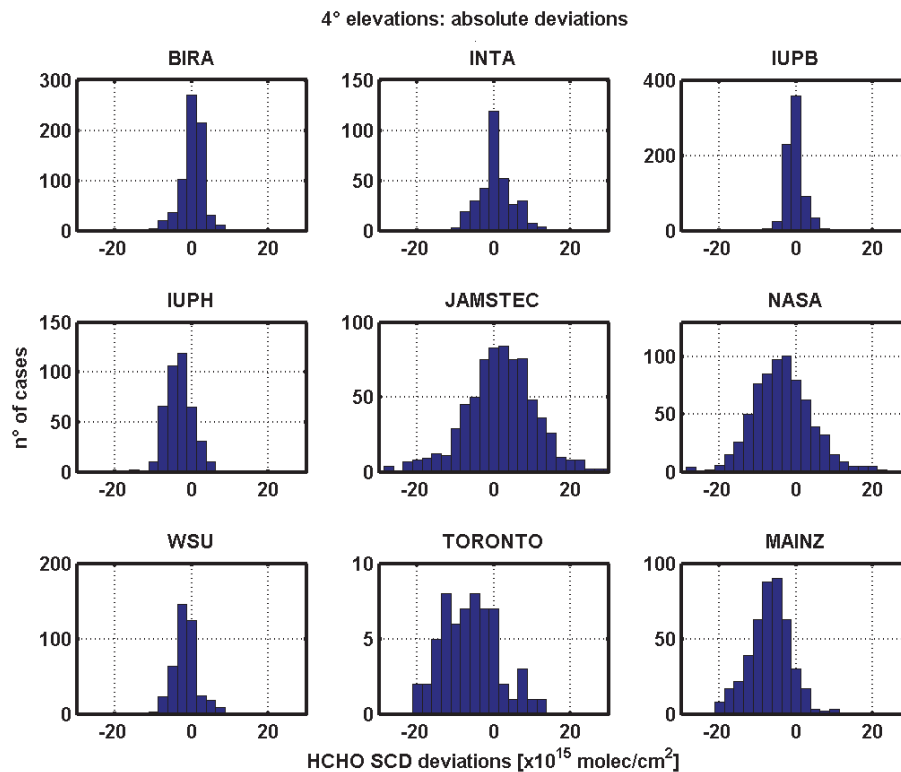 4° elevations: absolute deviations
BIRA INTA IUPB
300 200 100 0
-20 0 20
150 100 50 0
-20 0 20
400 200 0
-20 0 20
IUPH JAMSTEC NASA
n° of cases
150 100 50 0
-20 0 20
100 50 0
-20 0 20
100 50 0
-20 0 20
WSU TORONTO MAINZ
200 100 0
-20 0 20
10 5 0
-20 0 20
100 50 0
-20 0 20
HCHO SCD deviations [x10¹⁵ molec/cm²]